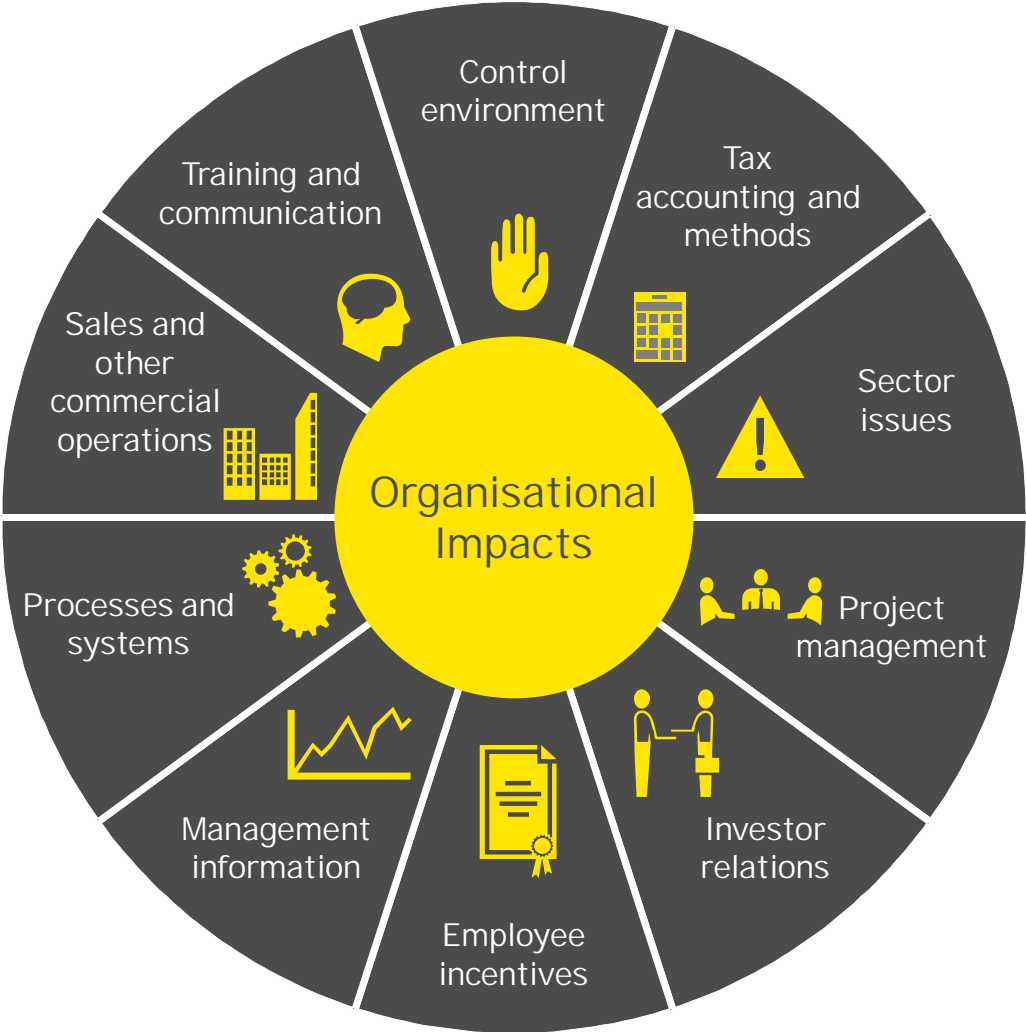 Control
environment
Tax
accounting and
methods
Sector
issues
Project
management
Investor
relations
Employee
incentives
Management
information
Processes and
systems
Sales and
other
commercial
operations
Training and
communication
Organisational
Impacts